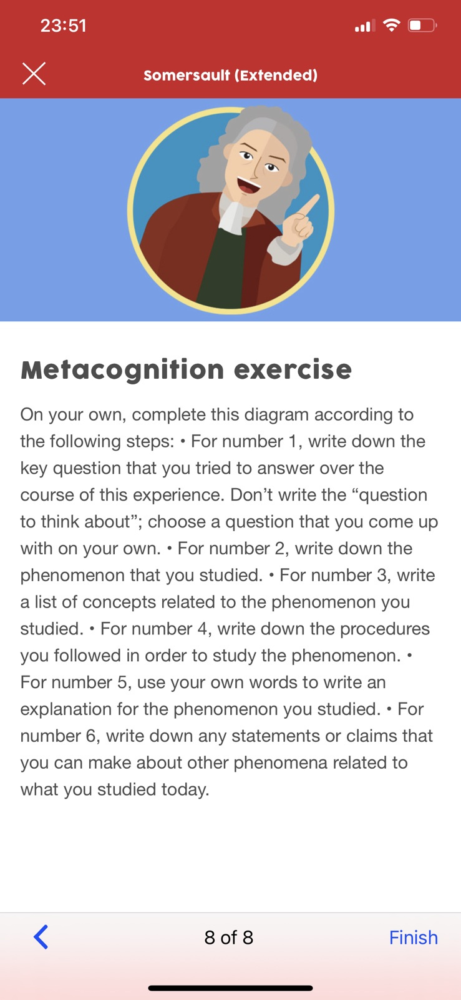 23:51
Somersault (Extended)
Metacognition exercise
On your own, complete this diagram according to
the following steps: • For number 1, write down the
key question that you tried to answer over the
course of this experience. Don’t write the “question
to think about”; choose a question that you come up
with on your own. • For number 2, write down the
phenomenon that you studied. • For number 3, write
a list of concepts related to the phenomenon you
studied. • For number 4, write down the procedures
you followed in order to study the phenomenon. •
For number 5, use your own words to write an
explanation for the phenomenon you studied. • For
number 6, write down any statements or claims that
you can make about other phenomena related to
what you studied today.
8 of 8
Finish